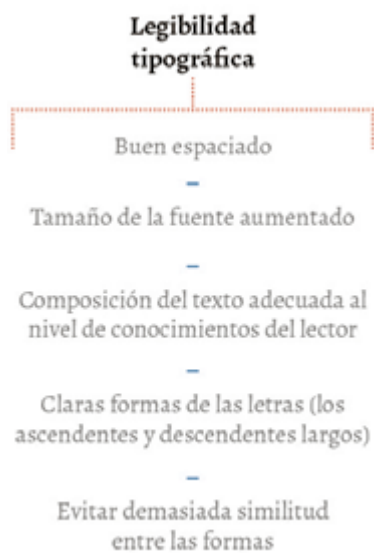 Legibilidad
tipográfica
Buen espaciado
–
Tamaño de la fuente aumentado
–
Composición del texto adecuada al
nivel de conocimientos del lector
–
Claras formas de las letras (los
ascendentes y descendentes largos)
–
Evitar demasiada similitud
entre las formas